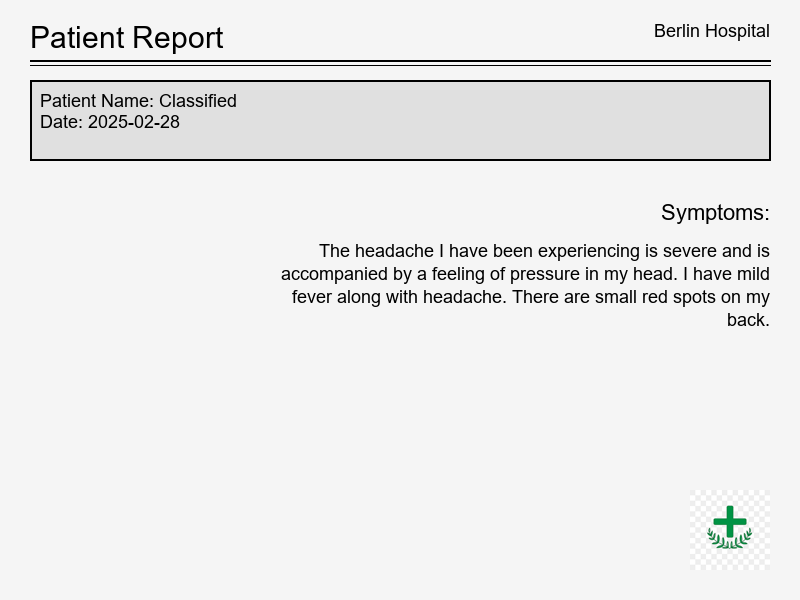 Patient Report
Berlin Hospital
Patient Name: Classified
Date: 2025-02-28
Symptoms:
The headache I have been experiencing is severe and is
accompanied by a feeling of pressure in my head. I have mild
fever along with headache. There are small red spots on my
back.